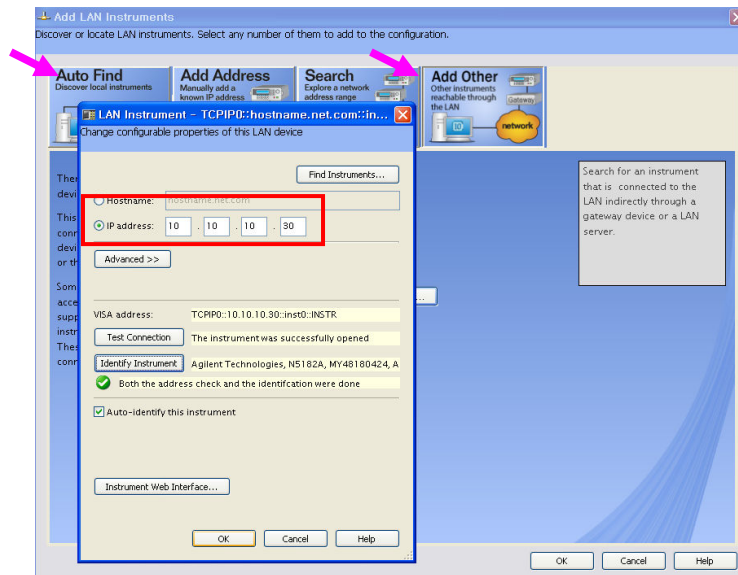 Add LAN Instruments
Discover or locate LAN instruments. Select any number of them to add to the configuration.
Auto Find
Discover local instruments
Add Address
Manually add a
known IP address
Search
Explore a network
address range
Add Other
Other instruments
reachable through
the LAN
Gateway
network
LAN Instrument - TCPIP0::hostname.net.com::in...
Change configurable properties of this LAN device
Find Instruments...
Hostname: hostname.net.com
IP address: 10 . 10 . 10 . 30
Advanced >>
VISA address: TCPIP0::10.10.10.30::inst0::INSTR
Test Connection The instrument was successfully opened
Identify Instrument Agilent Technologies, N5182A, MY48180424, A
Both the address check and the identifcation were done
Auto-identify this instrument
Instrument Web Interface...
OK Cancel Help
Search for an instrument
that is connected to the
LAN indirectly through a
gateway device or a LAN
server.
OK Cancel Help